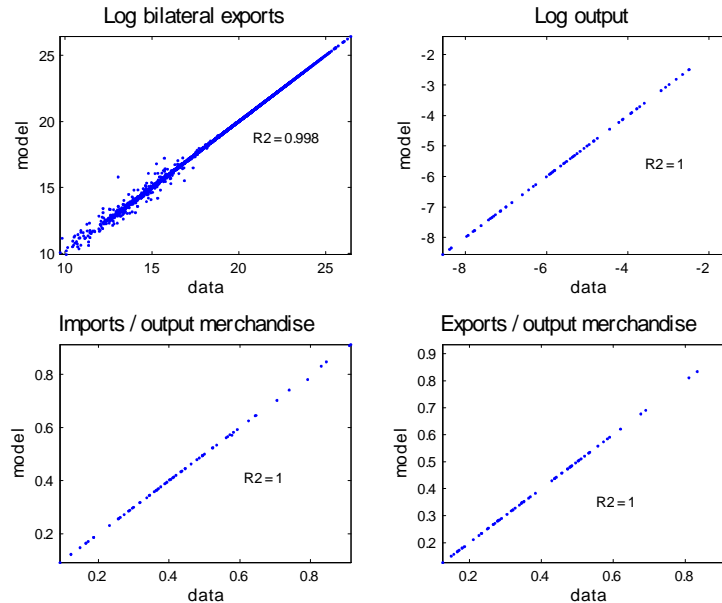 Log bilateral exports
25
20
15
10
model
R2=0.998
10
15
20
25
data
Log output
-2
-3
-4
-5
-6
-7
-8
model
R2=1
-8
-6
-4
-2
data
Imports / output merchandise
0.8
0.6
0.4
0.2
model
R2=1
0.2
0.4
0.6
0.8
data
Exports / output merchandise
0.9
0.8
0.7
0.6
0.5
0.4
0.3
0.2
model
R2=1
0.2
0.4
0.6
0.8
data